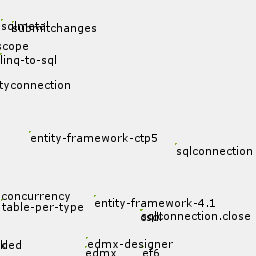 sqlmetal
submitchanges
scope
linq-to-sql
tyconnection
entity-framework-ctp5
sqlconnection
concurrency
table-per-type
entity-framework-4.1
sqlconnection.close
ded
edmx-designer
edmx
ef6